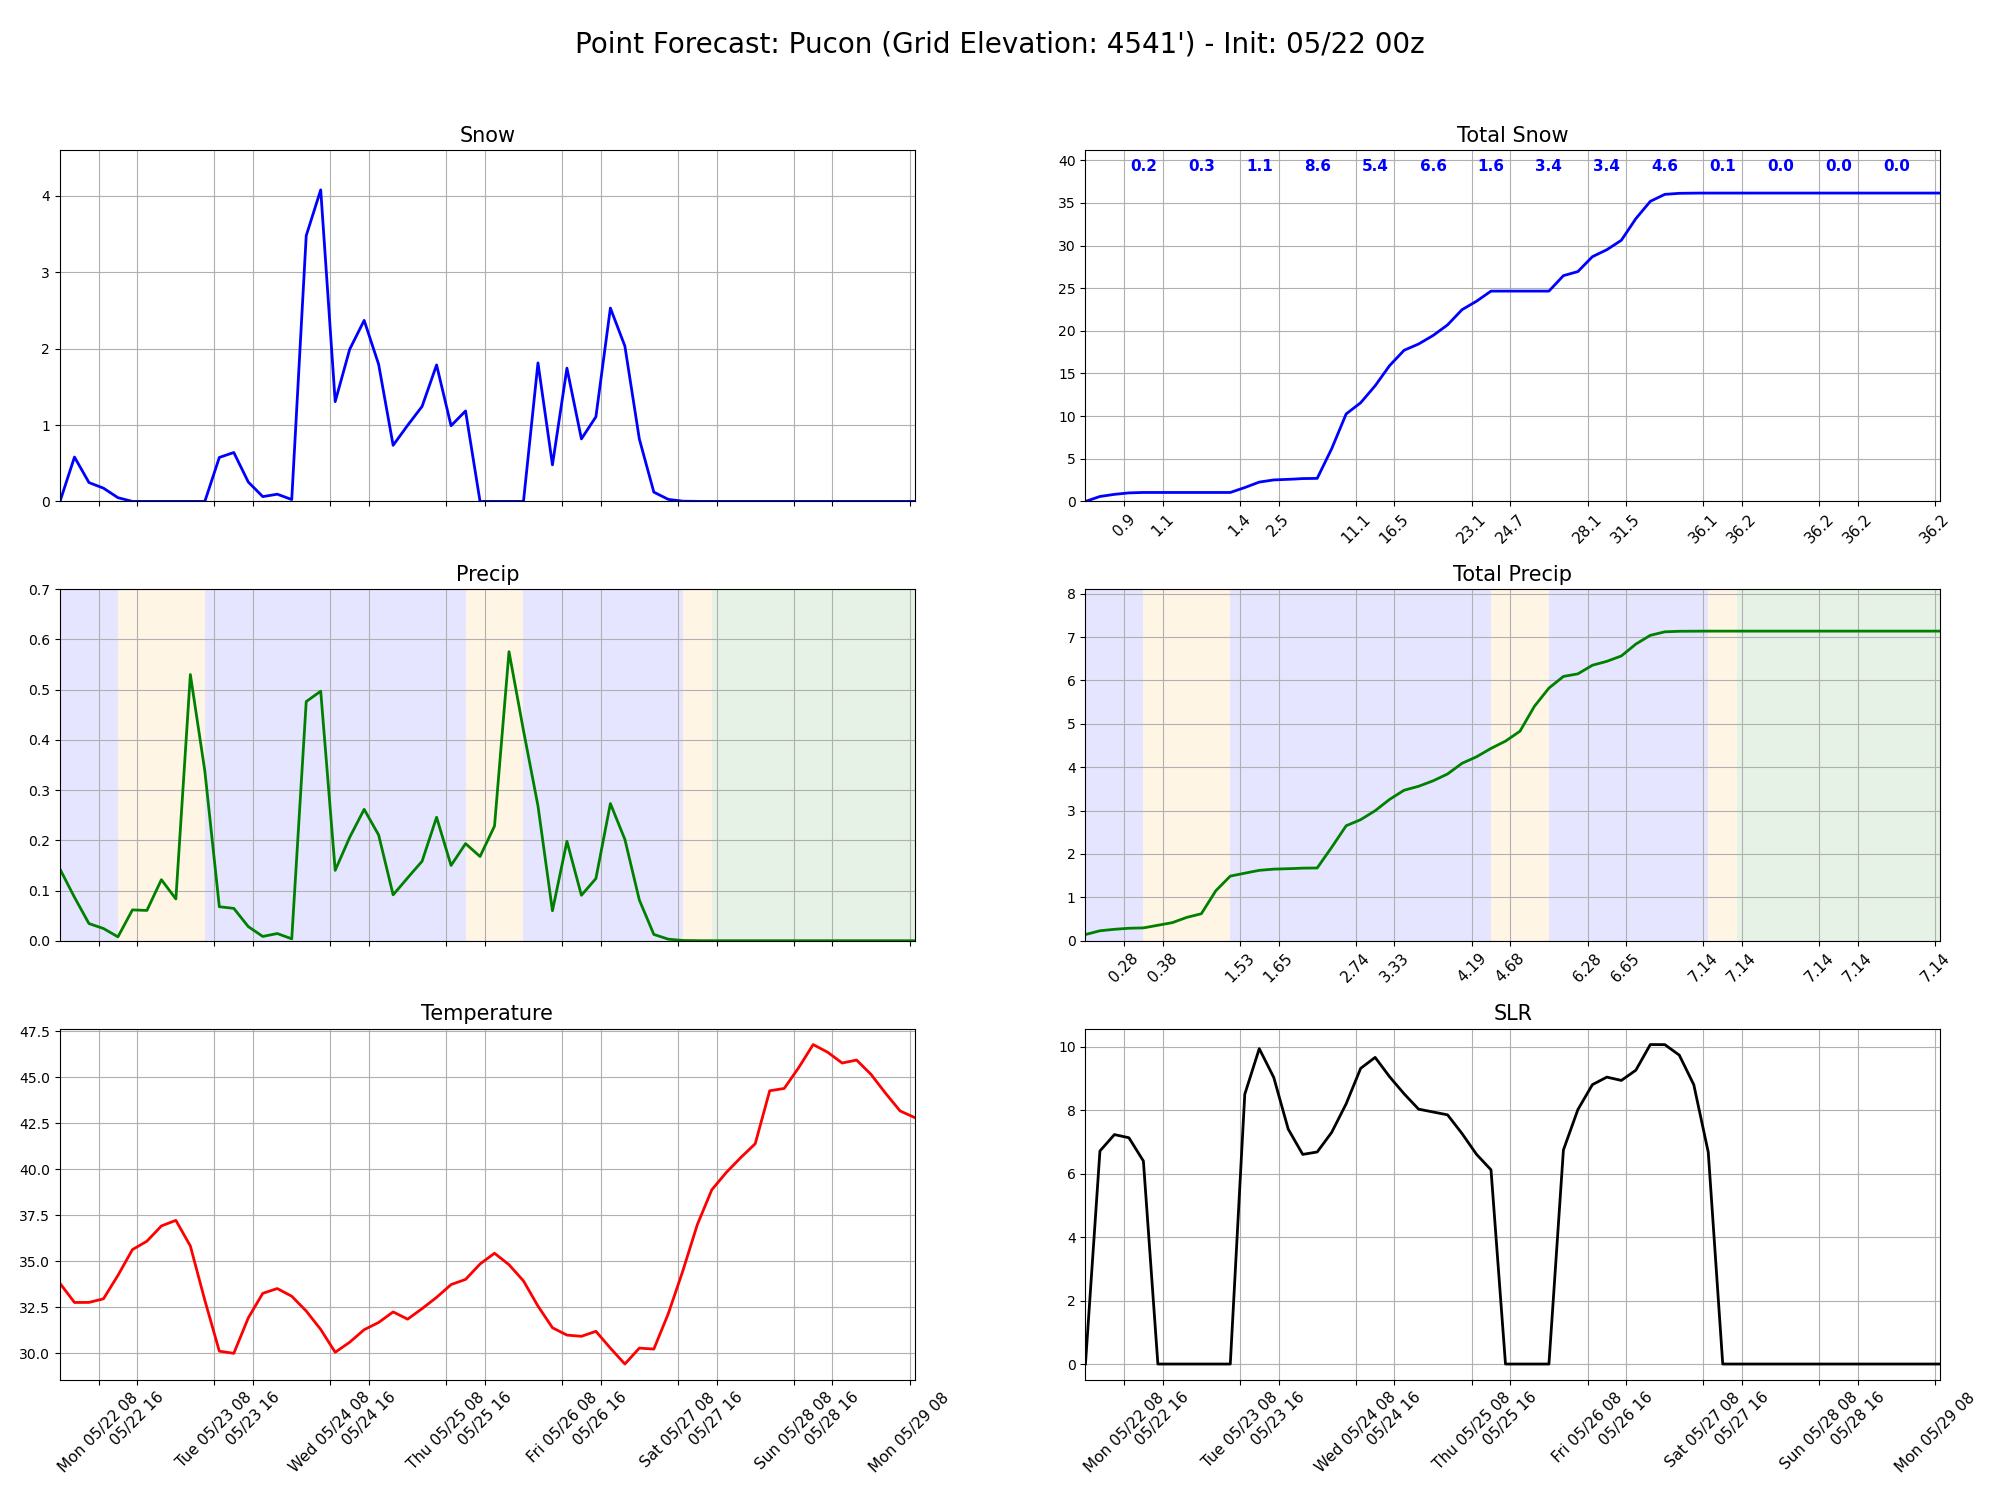 Point Forecast: Pucon (Grid Elevation: 4541') - Init: 05/22 00z
Snow
4
3
2
1
0
Total Snow
40
35
30
25
20
15
10
5
0
0.2 0.3 1.1 8.6 5.4 6.6 1.6 3.4 3.4 4.6 0.1 0.0 0.0 0.0
0.9 1.1 1.4 2.5 11.1 16.5 23.1 24.7 28.1 31.5 36.1 36.2 36.2 36.2 36.2
Precip
0.7
0.6
0.5
0.4
0.3
0.2
0.1
0.0
Total Precip
8
7
6
5
4
3
2
1
0
0.28 0.38 1.53 1.65 2.74 3.33 4.19 4.68 6.28 6.65 7.14 7.14 7.14 7.14 7.14
Temperature
47.5
45.0
42.5
40.0
37.5
35.0
32.5
30.0
Mon 05/22 08
05/22 16
Tue 05/23 08
05/23 16
Wed 05/24 08
05/24 16
Thu 05/25 08
05/25 16
Fri 05/26 08
05/26 16
Sat 05/27 08
05/27 16
Sun 05/28 08
05/28 16
Mon 05/29 08
SLR
10
8
6
4
2
0
Mon 05/22 08
05/22 16
Tue 05/23 08
05/23 16
Wed 05/24 08
05/24 16
Thu 05/25 08
05/25 16
Fri 05/26 08
05/26 16
Sat 05/27 08
05/27 16
Sun 05/28 08
05/28 16
Mon 05/29 08